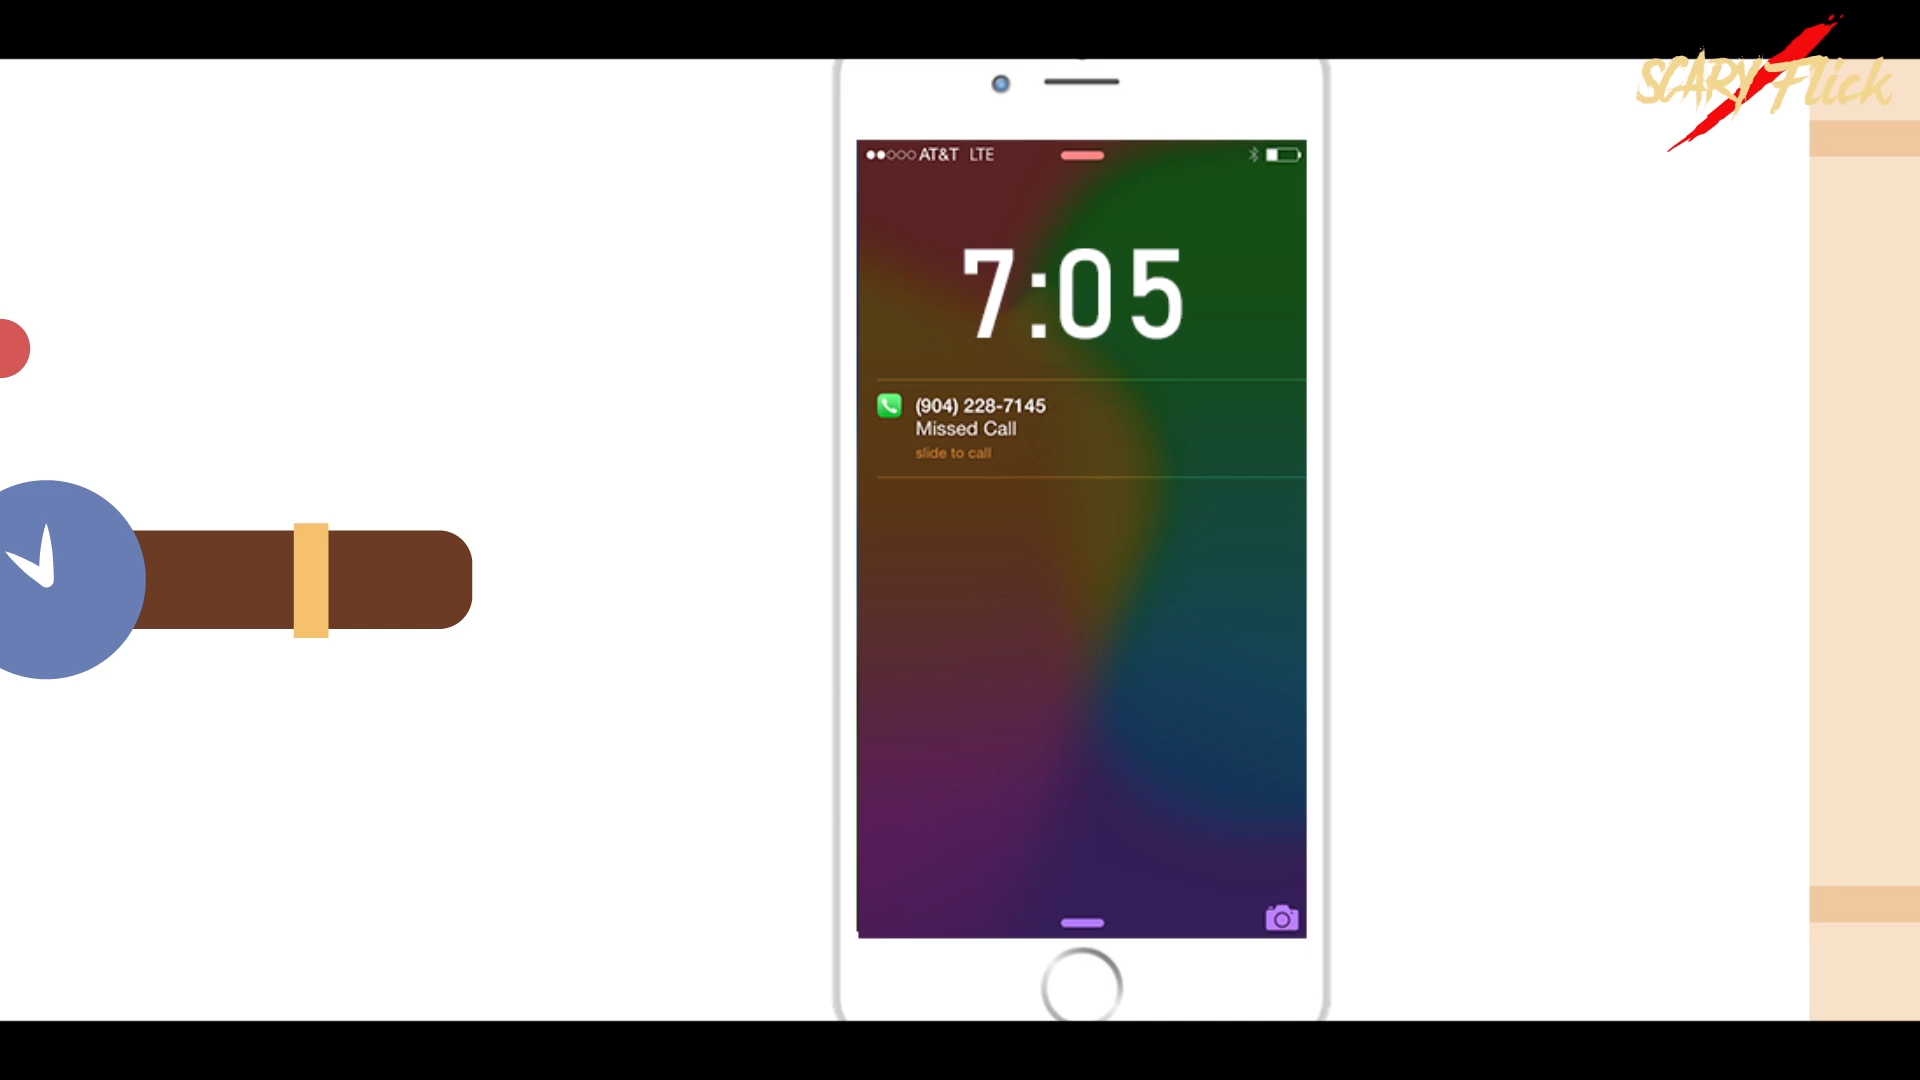 SCARY Flick
AT&T LTE
7:05
(904) 228-7145
Missed Call
slide to call